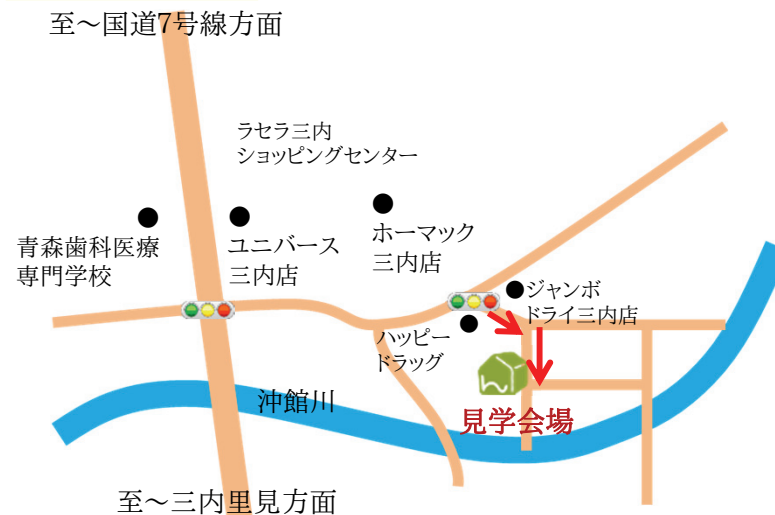 至～国道7号線方面
ラセラ三内
ショッピングセンター
青森歯科医療
専門学校
ユニバース
三内店
ホーマック
三内店
ジャンボ
ドライ三内店
ハッピー
ドラッグ
沖館川
見学会場
至～三内里見方面